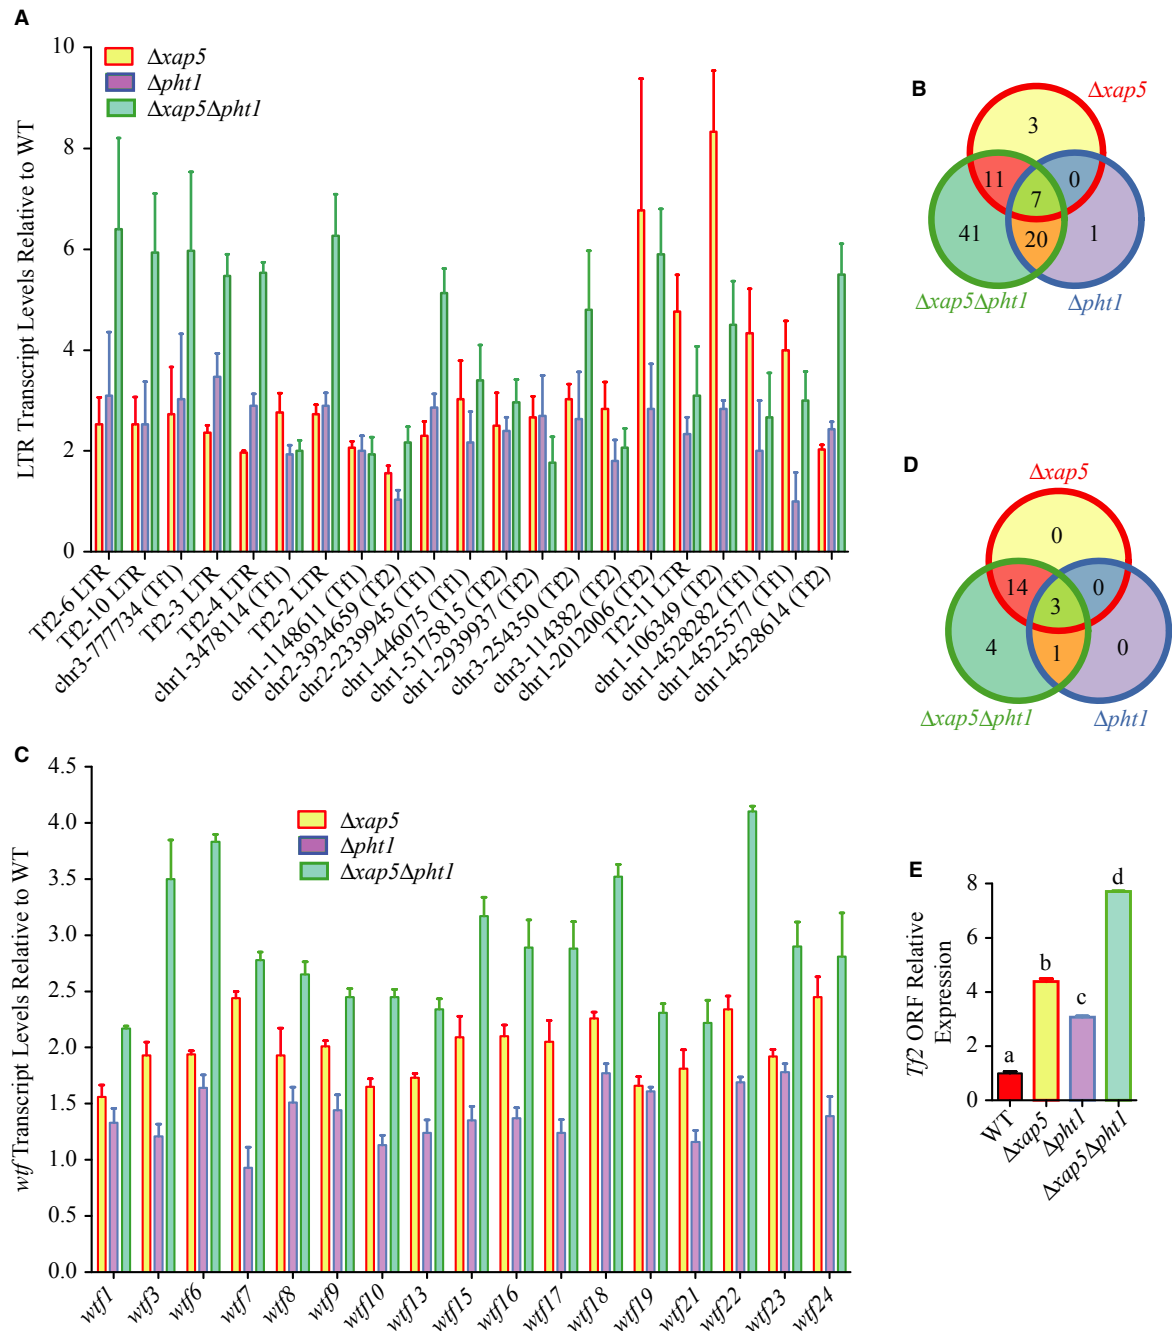 A
LTR Transcript Levels Relative to WT
10
8
6
4
2
0
Δxap5
Δpht1
Δxap5Δpht1
Tf2-6 LTR
Tf2-10 LTR
chr3-777734 (Tf1)
Tf2-3 LTR
Tf2-4 LTR
chr1-3478114 (Tf1)
Tf2-2 LTR
chr1-1148611 (Tf1)
chr2-3934659 (Tf2)
chr2-2339945 (Tf1)
chr1-446075 (Tf1)
chr1-5175815 (Tf2)
chr1-2939937 (Tf2)
chr3-254350 (Tf2)
chr3-114382 (Tf2)
chr1-2012006 (Tf2)
Tf2-11 LTR
chr1-106349 (Tf2)
chr1-4528282 (Tf1)
chr1-4525577 (Tf1)
chr1-4528614 (Tf2)
B
Δxap5
3
11
0
7
41
20
1
Δxap5Δpht1
Δpht1
D
Δxap5
0
14
0
3
4
1
0
Δxap5Δpht1
Δpht1
C
wtf Transcript Levels Relative to WT
4.5
4.0
3.5
3.0
2.5
2.0
1.5
1.0
0.5
0.0
Δxap5
Δpht1
Δxap5Δpht1
wtf1
wtf3
wtf6
wtf7
wtf8
wtf9
wtf10
wtf13
wtf15
wtf16
wtf17
wtf18
wtf19
wtf21
wtf22
wtf23
wtf24
E
Tf2 ORF Relative
Expression
8
6
4
2
0
a
b
c
d
WT
Δxap5
Δpht1
Δxap5Δpht1